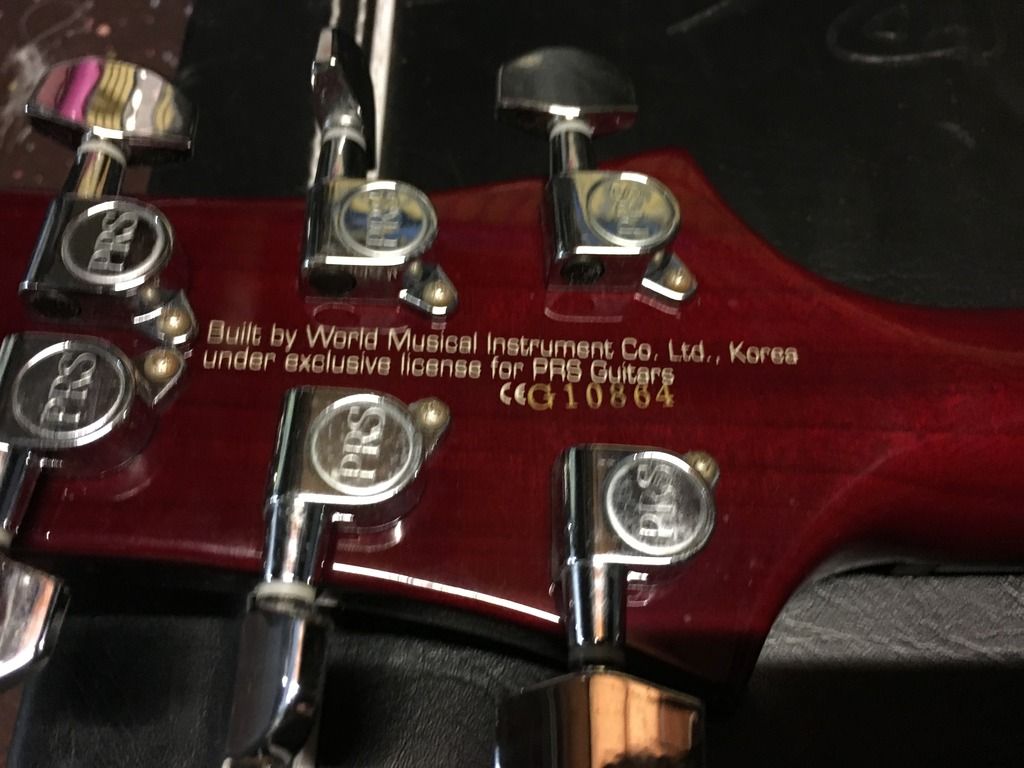 PRS
PRS
PRS
Built by World Musical Instrument Co. Ltd., Korea
under exclusive license for PRS Guitars
CE G10864
PRS
PRS
PRS